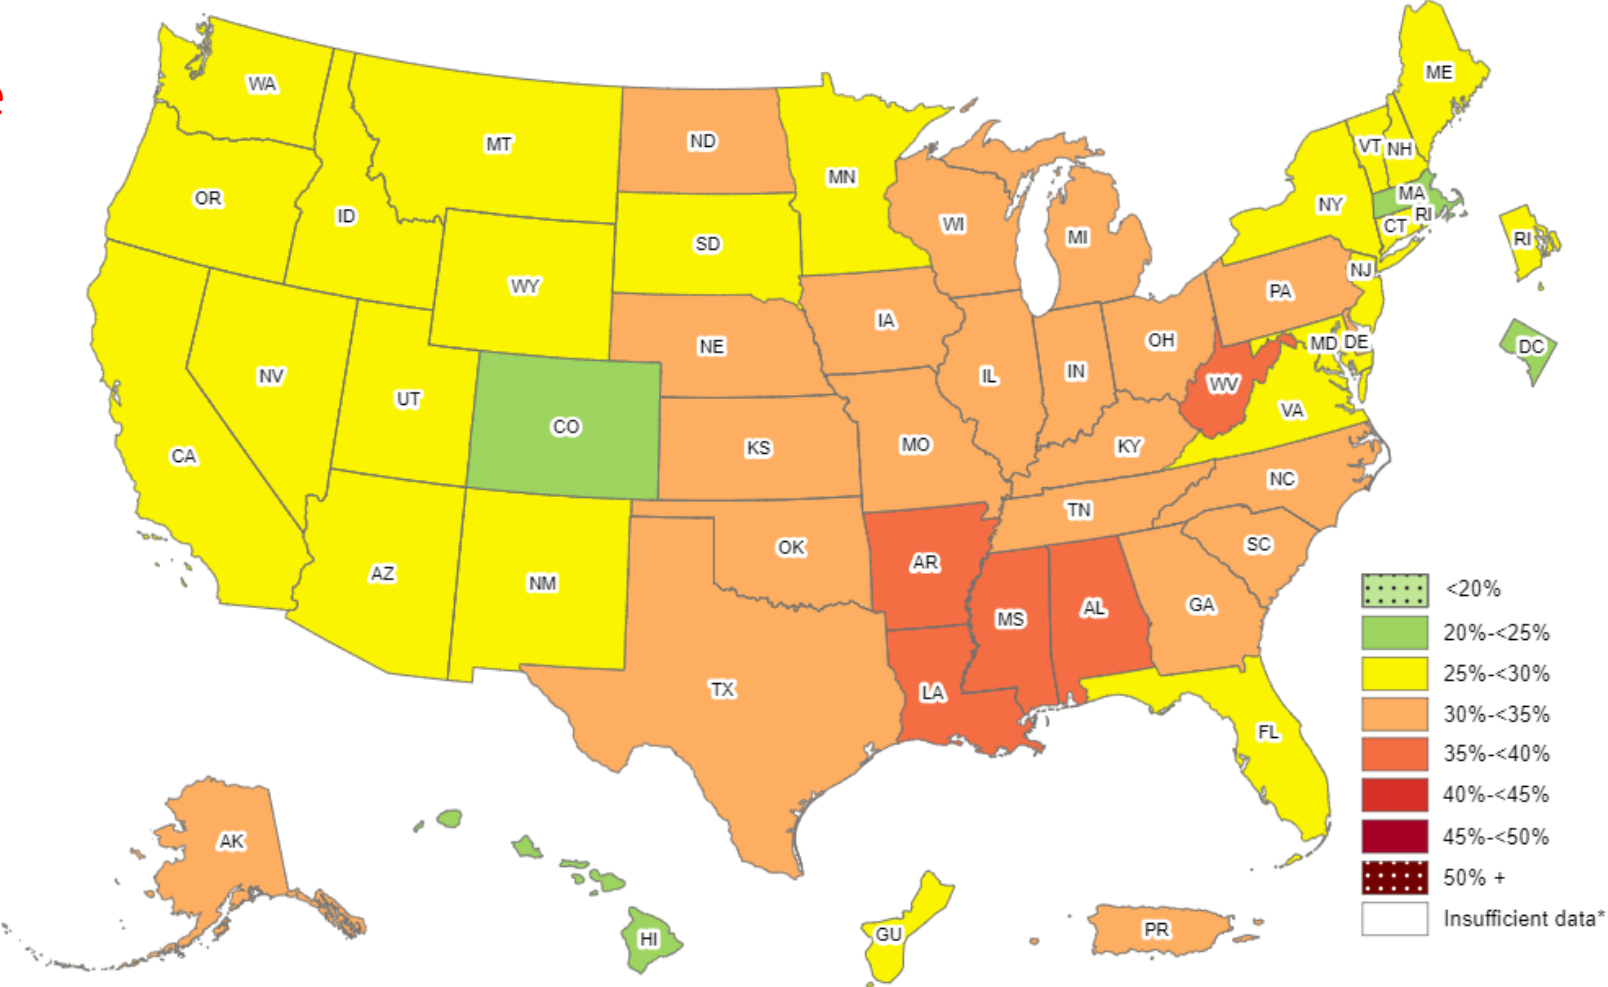 WA
MT
ND
MN
OR
ID
SD
WY
WI
MI
ME
VT
NH
NY
MA
RI
CT
RI
NJ
PA
IA
NE
NV
UT
CO
CA
KS
MO
IL
IN
OH
WV
MD
DE
DC
VA
KY
NC
TN
SC
AZ
NM
OK
AR
MS
AL
GA
TX
LA
FL
AK
HI
GU
PR
<20%
20%-<25%
25%-<30%
30%-<35%
35%-<40%
40%-<45%
45%-<50%
50% +
Insufficient data*